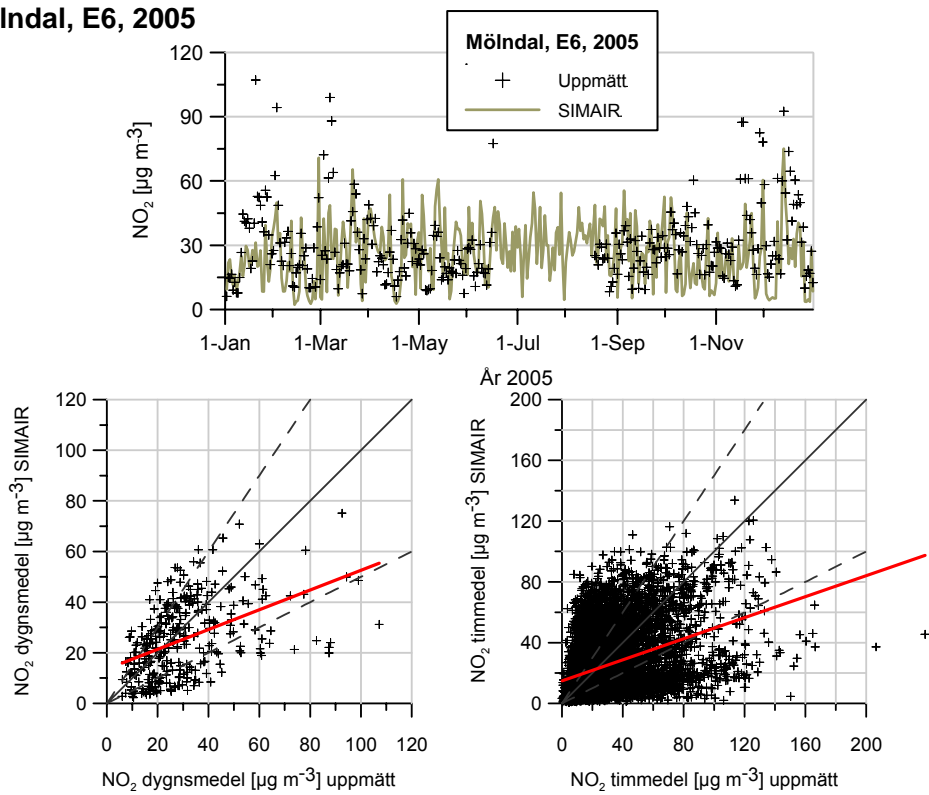 lndal, E6, 2005
Mölndal, E6, 2005
Uppmätt
SIMAIR
NO2 [µg m-3]
120
90
60
30
0
1-Jan
1-Mar
1-May
1-Jul
1-Sep
1-Nov
År 2005
NO2 dygnsmedel [µg m-3] SIMAIR
120
100
80
60
40
20
0
0
20
40
60
80
100
120
NO2 dygnsmedel [µg m-3] uppmätt
NO2 timmedel [µg m-3] SIMAIR
200
160
120
80
40
0
0
40
80
120
160
200
NO2 timmedel [µg m-3] uppmätt